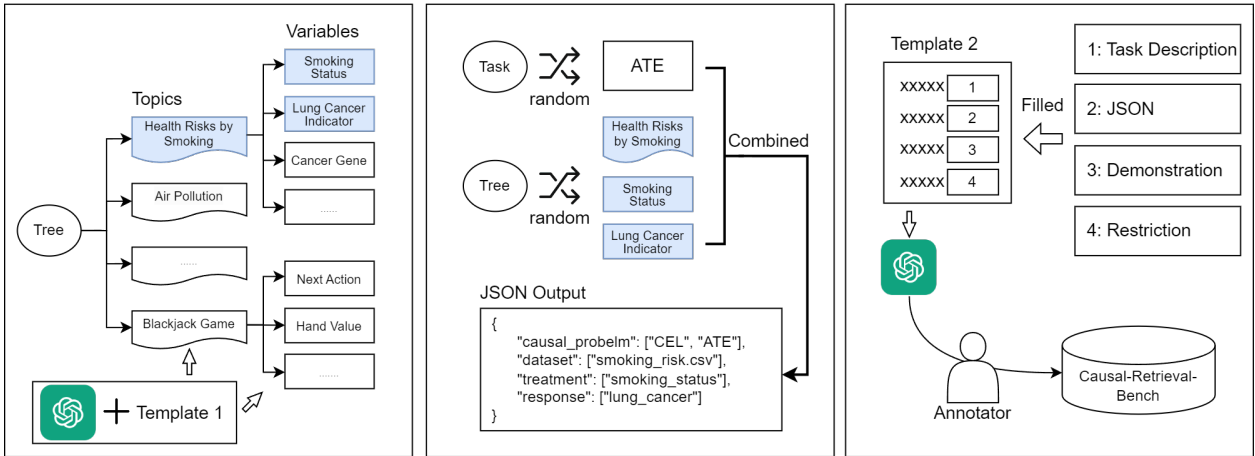 Variables
Smoking
Status
Lung Cancer
Indicator
Cancer Gene
......
Topics
Health Risks by
Smoking
Air Pollution
......
Blackjack Game
Tree
Next Action
Hand Value
.......
+ Template 1
Task
random
ATE
Tree
random
Health Risks
by Smoking
Smoking
Status
Lung Cancer
Indicator
Combined
JSON Output
{
"causal_probelm": ["CEL", "ATE"],
"dataset": ["smoking_risk.csv"],
"treatment": ["smoking_status"],
"response": ["lung_cancer"]
}
Template 2
XXXXX 1
XXXXX 2
XXXXX 3
XXXXX 4
Filled
1: Task Description
2: JSON
3: Demonstration
4: Restriction
Annotator
Causal-Retrieval-
Bench